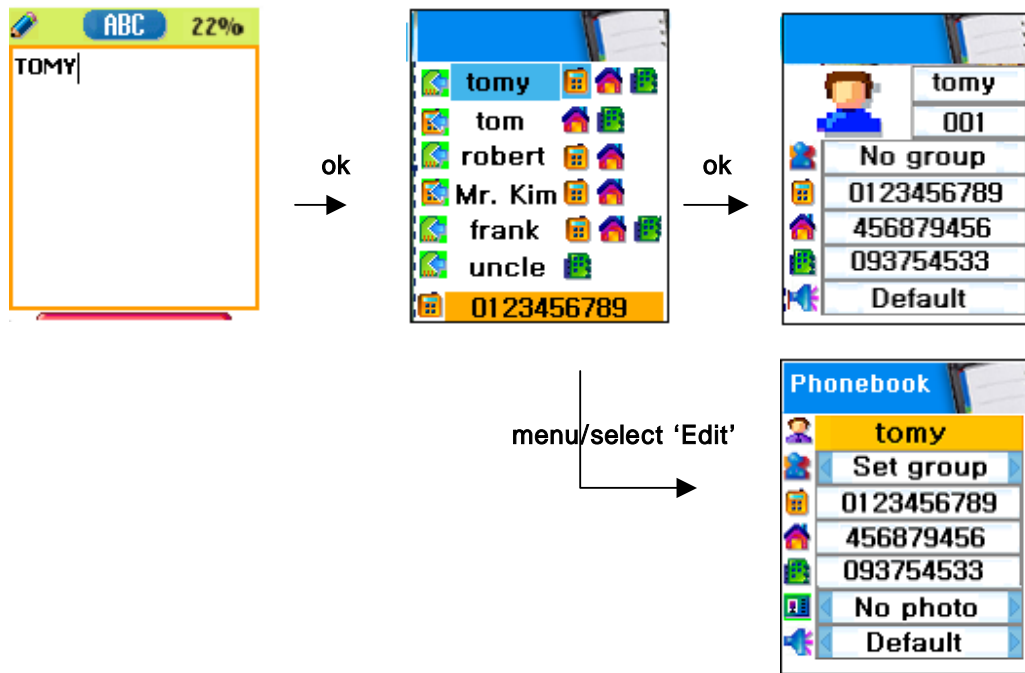 ABC 22%
TOMY
ok
tomy
tom
robert
Mr. Kim
frank
uncle
0123456789
ok
tomy
001
No group
0123456789
456879456
093754533
Default
menu/select ‘Edit’
Phonebook
tomy
Set group
0123456789
456879456
093754533
No photo
Default